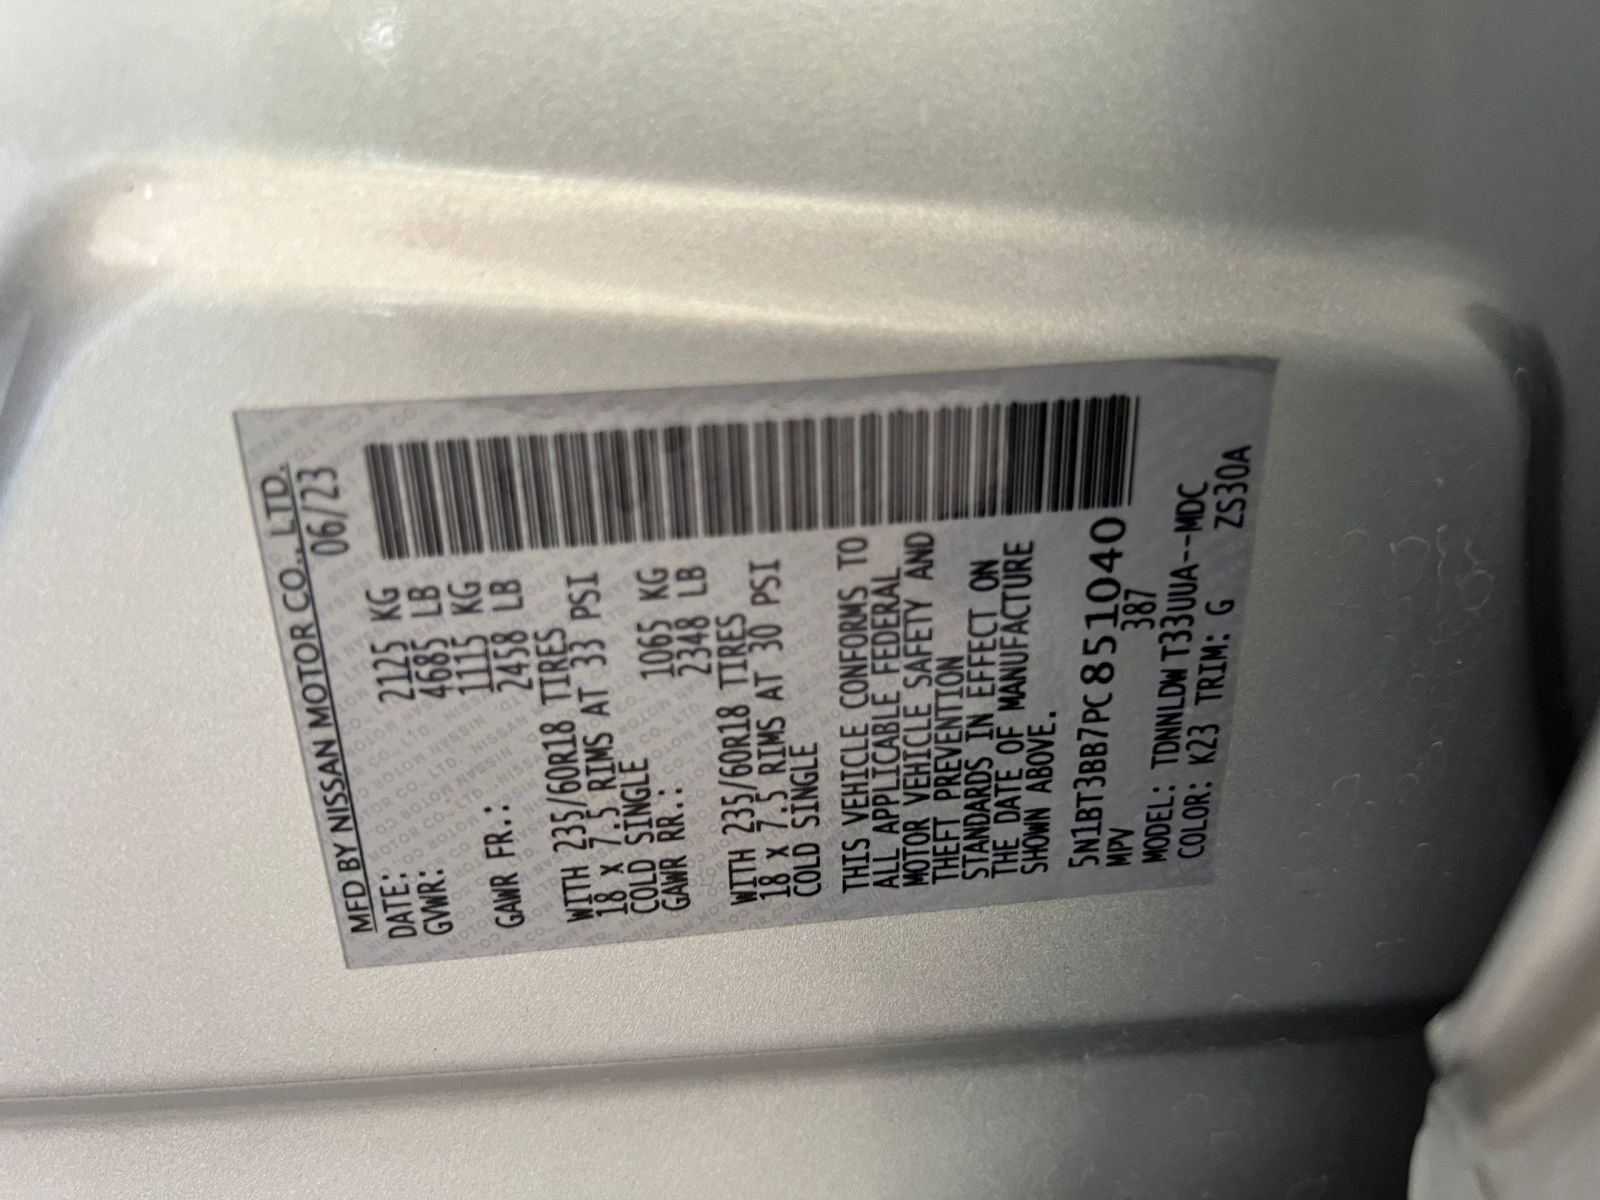 MFD BY NISSAN MOTOR CO., LTD.
DATE: 06/23
GVWR: 2125 KG
4685 LB
GAWR FR.: 1115 KG
2458 LB
WITH 235/60R18 TIRES
18 X 7.5 RIMS AT 33 PSI
COLD SINGLE
GAWR RR.: 1065 KG
2348 LB
WITH 235/60R18 TIRES
18 X 7.5 RIMS AT 30 PSI
COLD SINGLE
THIS VEHICLE CONFORMS TO
ALL APPLICABLE FEDERAL
MOTOR VEHICLE SAFETY AND
THEFT PREVENTION
STANDARDS IN EFFECT ON
THE DATE OF MANUFACTURE
SHOWN ABOVE.
5N1BT3BB7PC851040
MPV 387
MODEL: TDNNLDWT33UUA--MDC
COLOR: K23 TRIM: G ZS30A